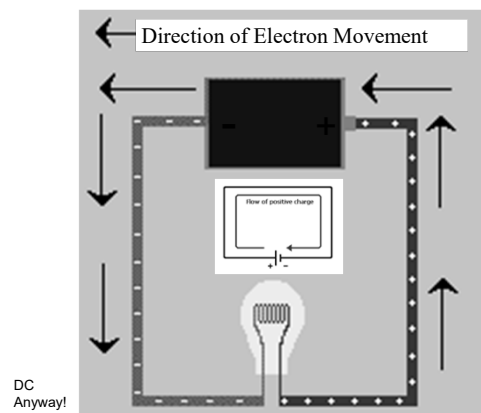 Direction of Electron Movement
- +
Flow of positive charge
+ -
DC
Anyway!